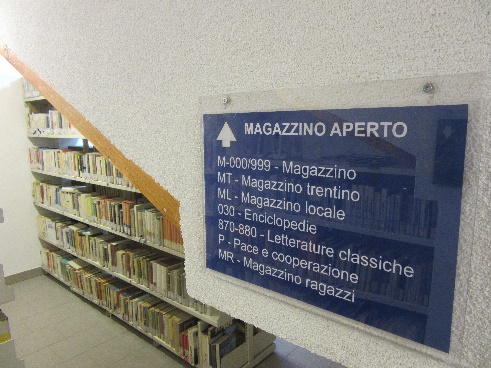 MAGAZZINO APERTO
M-000/999 - Magazzino
MT - Magazzino trentino
ML - Magazzino locale
030 - Enciclopedie
870-880 - Letterature classiche
P - Pace e cooperazione
MR - Magazzino ragazzi